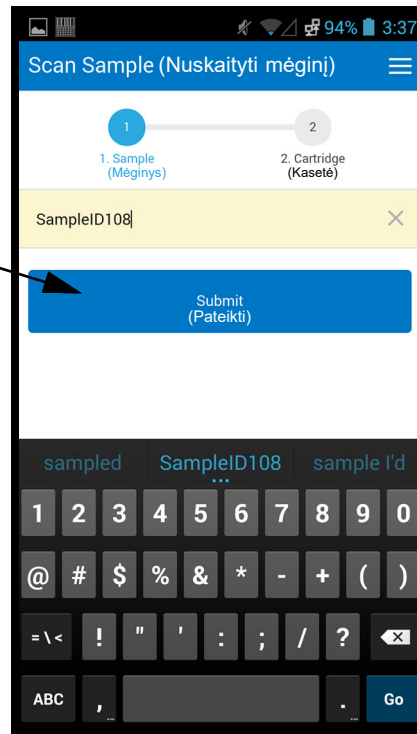 94% 3:37
Scan Sample (Nuskaityti mėginį)
1 2
1. Sample 2. Cartridge
(Mėginys) (Kasetė)
SampleID108
Submit
(Pateikti)
sampled SampleID108 sample I'd
1 2 3 4 5 6 7 8 9 0
@ # $ % & * - + ( )
= \ < ! " ' : ; / ?
ABC , . Go